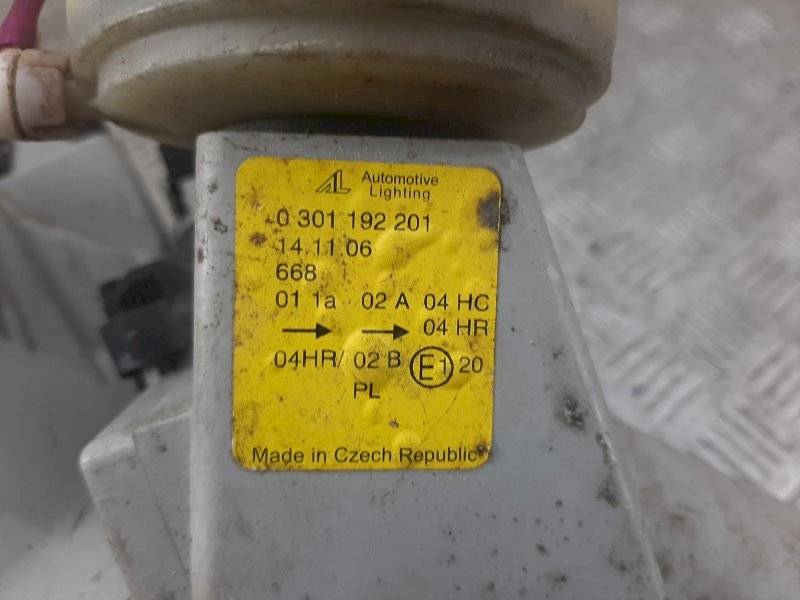 AL Automotive
Lighting
0 301 192 201
14.11.06
668
01 1a 02 A 04 HC
→ → 04 HR
04HR/ 02 B E1 20
PL
Made in Czech Republic